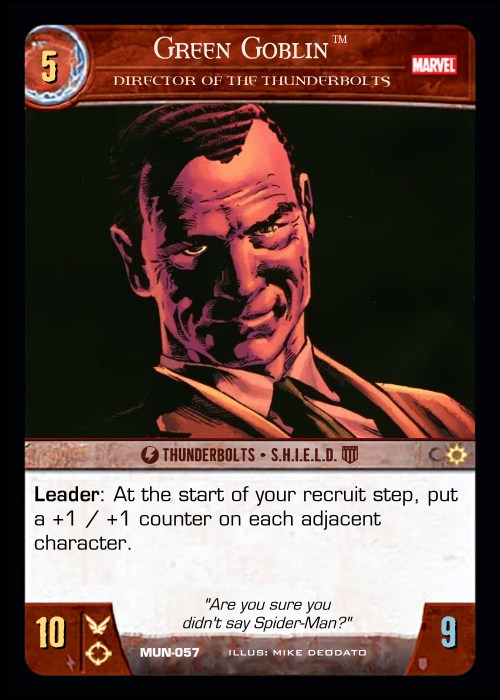 5
GREEN GOBLIN™
MARVEL
DIRECTOR OF THE THUNDERBOLTS
THUNDERBOLTS • S.H.I.E.L.D.
C
Leader: At the start of your recruit step, put
a +1 / +1 counter on each adjacent
character.
"Are you sure you
didn't say Spider-Man?"
10
9
MUN-057 ILLUS: MIKE DEODATO